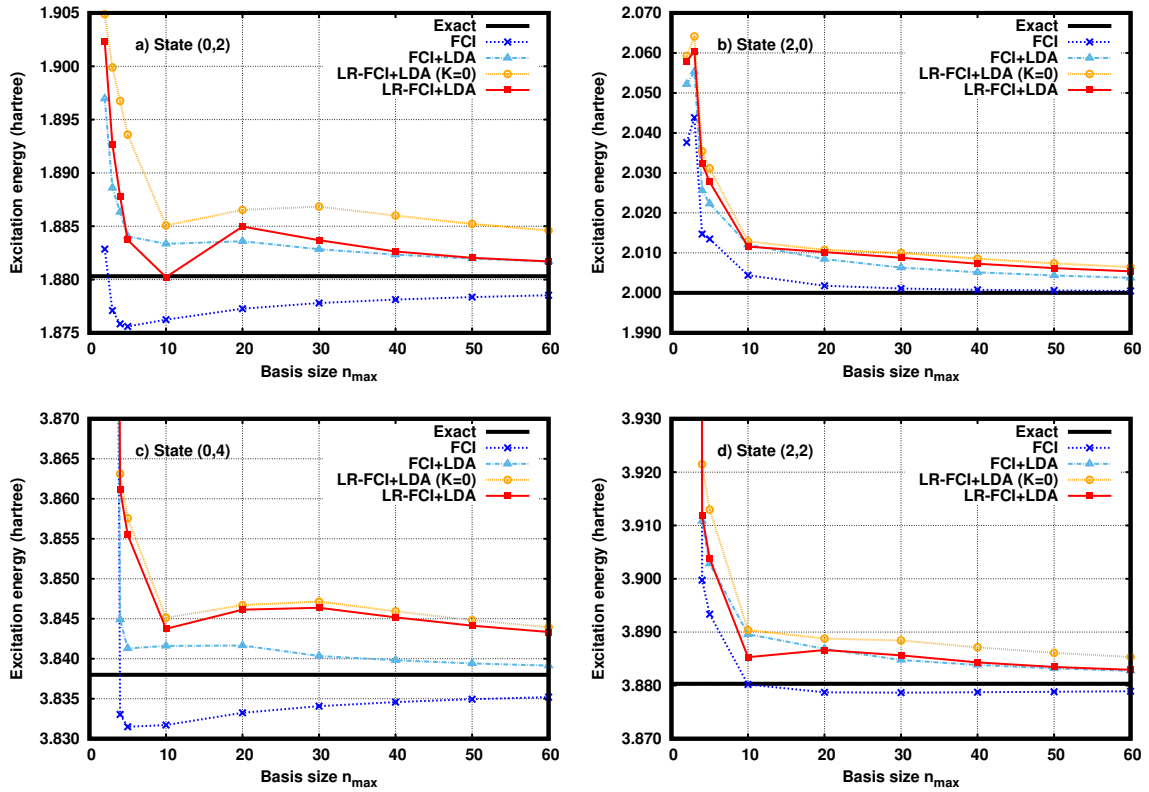 1.905
1.900
1.895
1.890
1.885
1.880
1.875
0
10
20
30
40
50
60
Excitation energy (hartree)
Basis size nmax
a) State (0,2)
Exact
FCI
FCI+LDA
LR-FCI+LDA (K=0)
LR-FCI+LDA
2.070
2.060
2.050
2.040
2.030
2.020
2.010
2.000
1.990
0
10
20
30
40
50
60
Excitation energy (hartree)
Basis size nmax
b) State (2,0)
Exact
FCI
FCI+LDA
LR-FCI+LDA (K=0)
LR-FCI+LDA
3.870
3.865
3.860
3.855
3.850
3.845
3.840
3.835
3.830
0
10
20
30
40
50
60
Excitation energy (hartree)
Basis size nmax
c) State (0,4)
Exact
FCI
FCI+LDA
LR-FCI+LDA (K=0)
LR-FCI+LDA
3.930
3.920
3.910
3.900
3.890
3.880
3.870
0
10
20
30
40
50
60
Excitation energy (hartree)
Basis size nmax
d) State (2,2)
Exact
FCI
FCI+LDA
LR-FCI+LDA (K=0)
LR-FCI+LDA